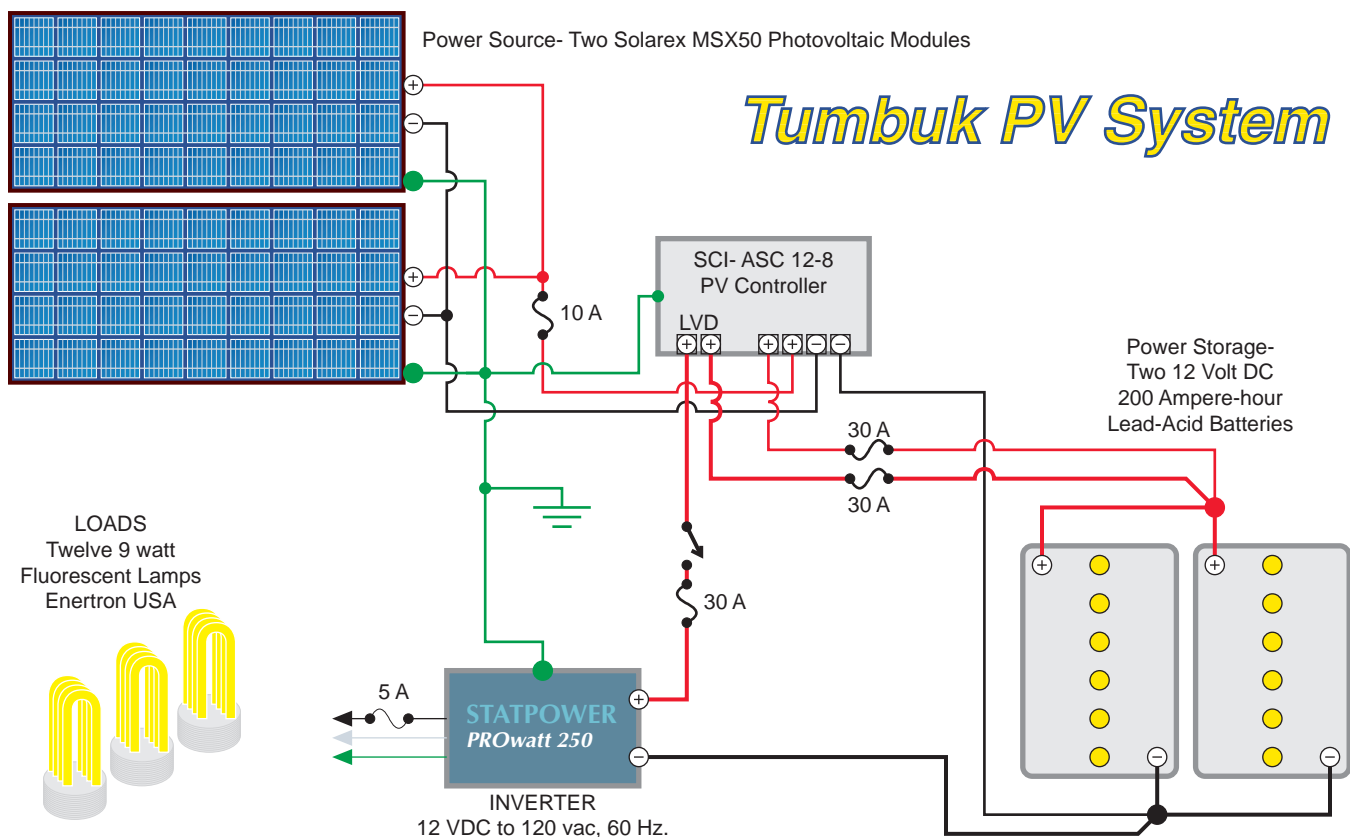 Power Source- Two Solarex MSX50 Photovoltaic Modules
Tumbuk PV System
+
−
+
−
10 A
SCI- ASC 12-8
PV Controller
LVD
+ + + + − −
Power Storage-
Two 12 Volt DC
200 Ampere-hour
Lead-Acid Batteries
30 A
30 A
+ +
− −
LOADS
Twelve 9 watt
Fluorescent Lamps
Enertron USA
30 A
5 A
STATPOWER
PROwatt 250
+
−
INVERTER
12 VDC to 120 vac, 60 Hz.